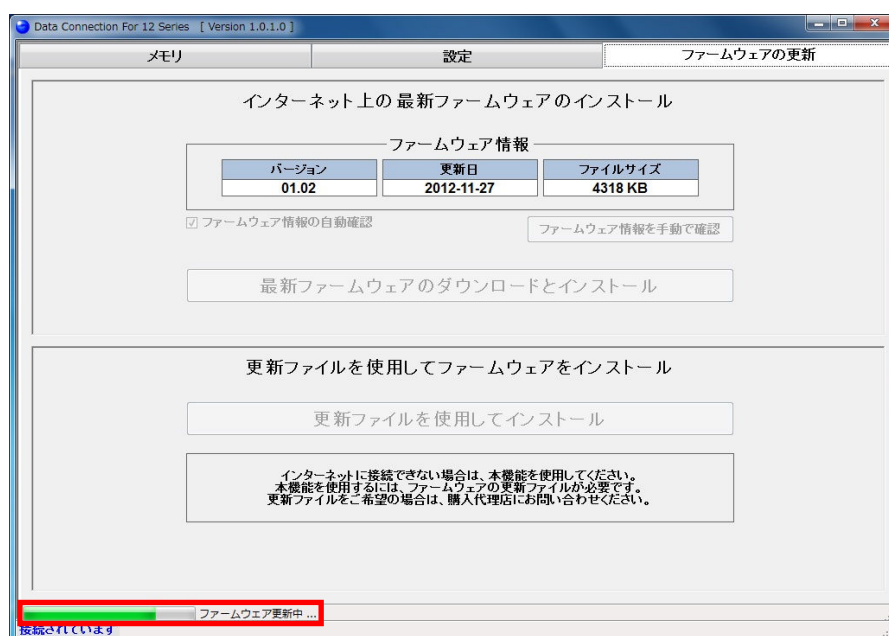 Data Connection For 12 Series [ Version 1.0.1.0 ]
メモリ 設定 ファームウェアの更新
インターネット上の最新ファームウェアのインストール
ファームウェア情報
バージョン 更新日 ファイルサイズ
01.02 2012-11-27 4318 KB
ファームウェア情報の自動確認 ファームウェア情報を手動で確認
最新ファームウェアのダウンロードとインストール
更新ファイルを使用してファームウェアをインストール
更新ファイルを使用してインストール
インターネットに接続できない場合は、本機能を使用してください。
本機能を使用するには、ファームウェアの更新ファイルが必要です。
更新ファイルをご希望の場合は、購入代理店にお問い合わせください。
ファームウェア更新中 ...
接続されています